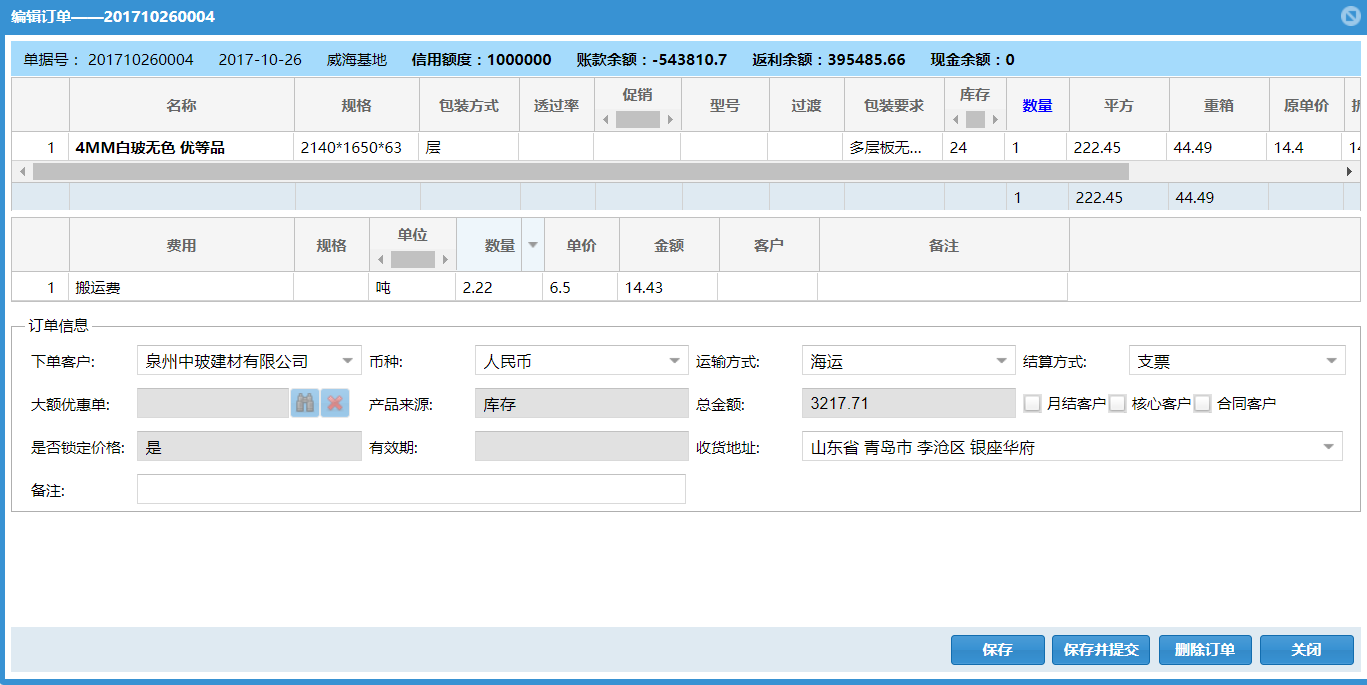 编辑订单——201710260004
单据号： 201710260004 2017-10-26 威海基地 信用额度：1000000 账款余额：-543810.7 返利余额：395485.66 现金余额：0
名称 规格 包装方式 透过率 促销 型号 过渡 包装要求 库存 数量 平方 重箱 原单价
1 4MM白玻无色 优等品 2140*1650*63 层 多层板无... 24 1 222.45 44.49 14.4
1 222.45 44.49
费用 规格 单位 数量 单价 金额 客户 备注
1 搬运费 吨 2.22 6.5 14.43
订单信息
下单客户: 泉州中玻建材有限公司 币种: 人民币 运输方式: 海运 结算方式: 支票
大额优惠单: 产品来源: 库存 总金额: 3217.71 月结客户 核心客户 合同客户
是否锁定价格: 是 有效期: 收货地址: 山东省 青岛市 李沧区 银座华府
备注:
保存 保存并提交 删除订单 关闭